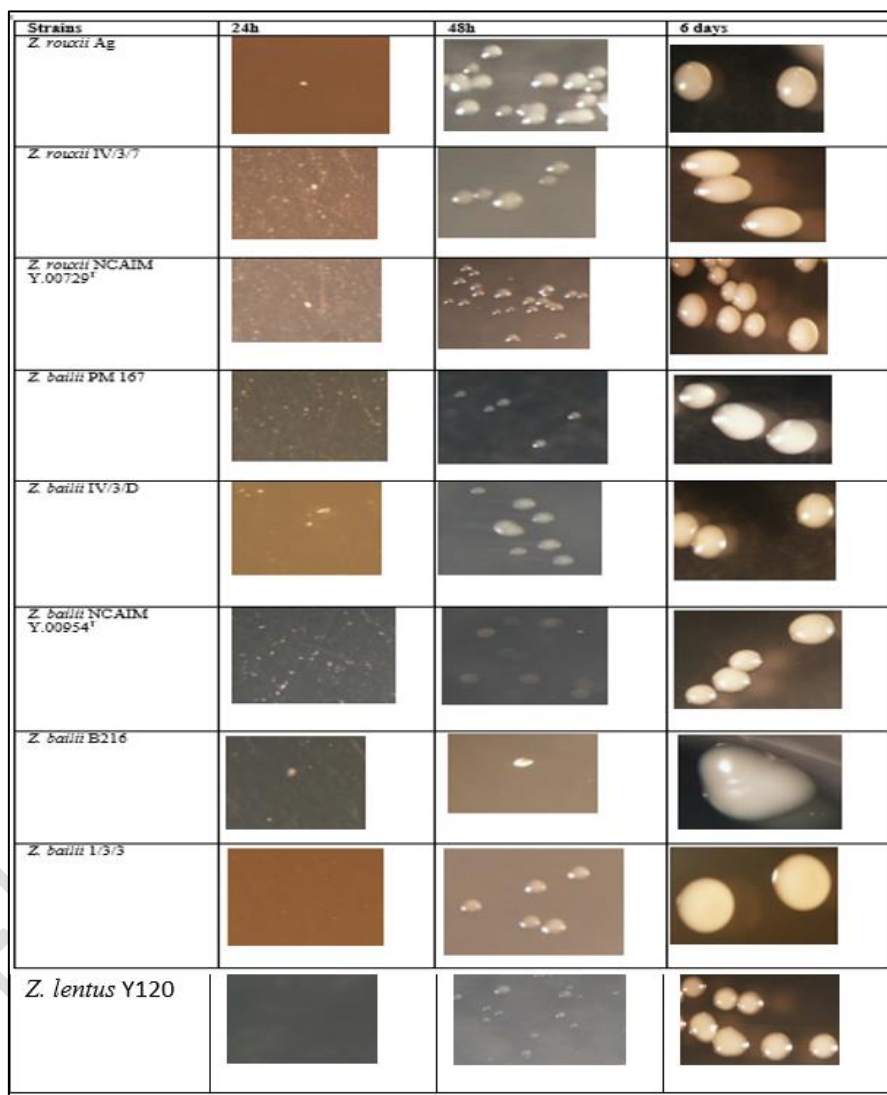 Strains 24h 48h 6 days
Z. rouxii Ag
Z. rouxii IV/3/7
Z. rouxii NCAIM
Y.00729ᵀ
Z. bailii PM 167
Z. bailii IV/3/D
Z. bailii NCAIM
Y.00954ᵀ
Z. bailii B216
Z. bailii 1/3/3
Z. lentus Y120